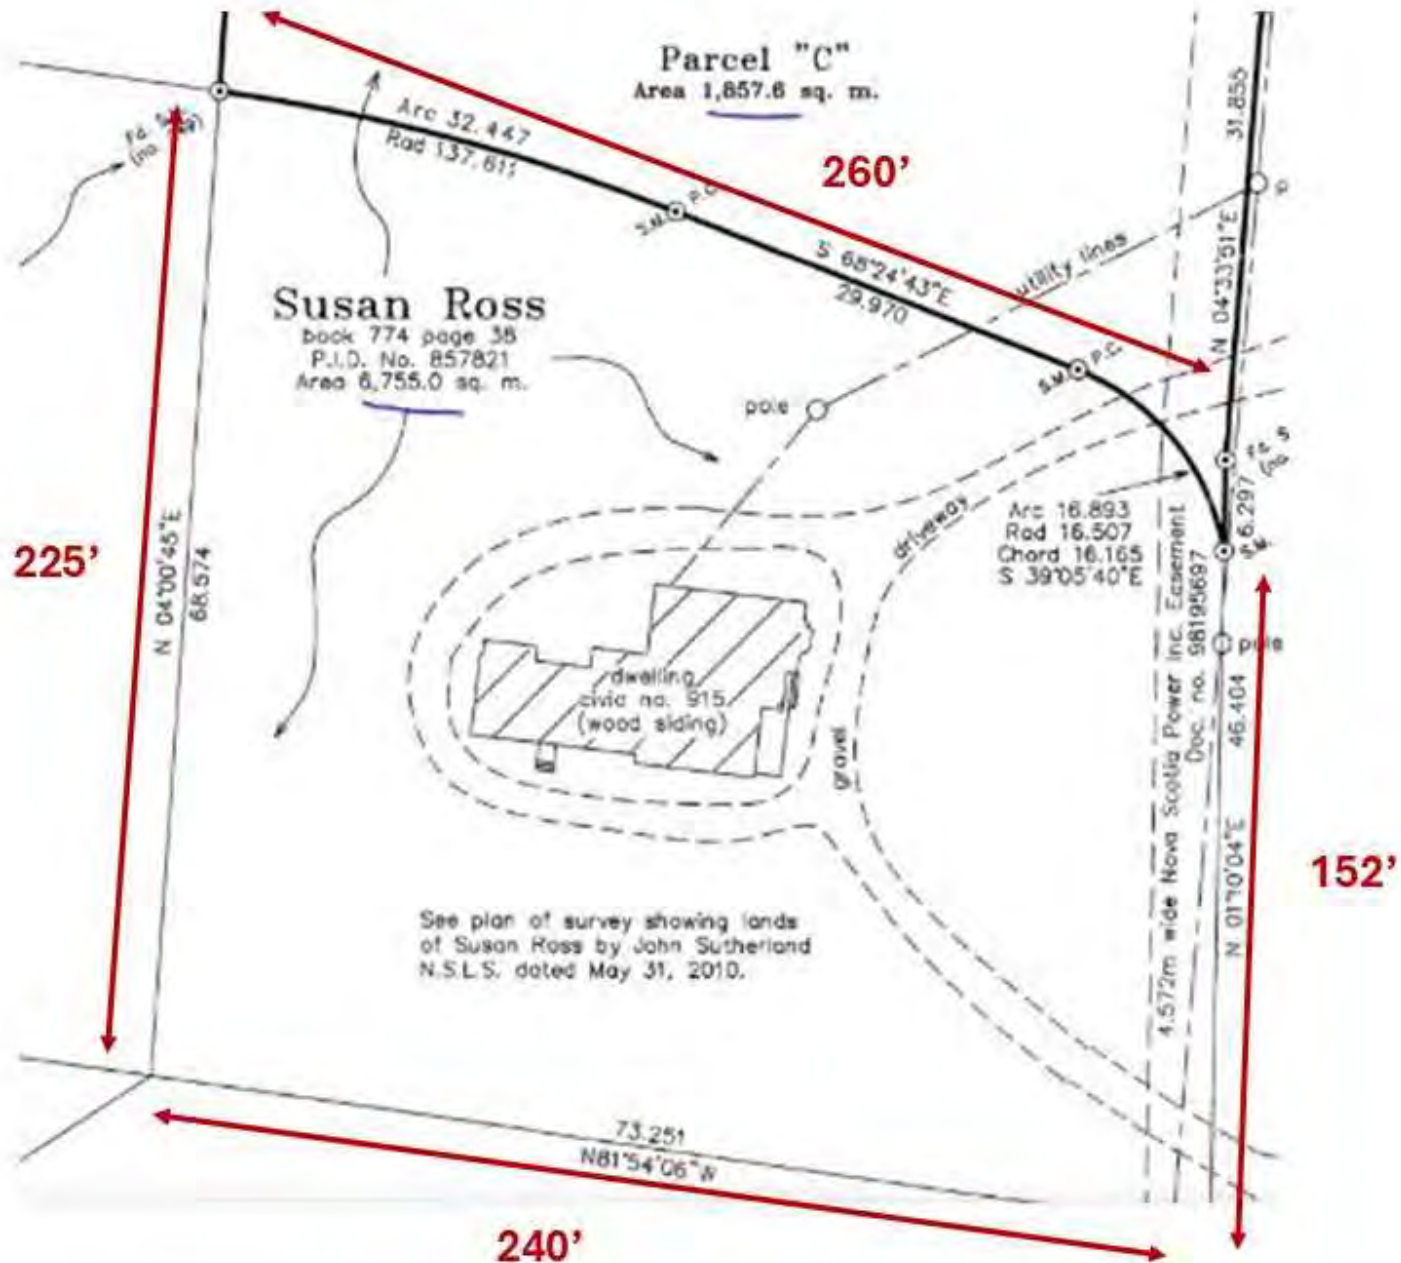 Parcel "C"
Area 1,857.6 sq. m.
260'
Arc 32.447
Rad 137.611
Fd. S
(no.
S.M.
P.C.
S 68°24'43"E
29.970
utility lines
31.855
N 04°33'51"E
Susan Ross
book 774 page 38
P.I.D. No. 857821
Area 6,755.0 sq. m.
pole
S.M.
P.C.
Fd. S
(no.
driveway
Arc 16.893
Rad 16.507
Chord 16.165
S 39°05'40"E
6.297
S.M.
pole
225'
N 04°00'45"E
68.574
dwelling
civic no. 915
(wood siding)
gravel
4.572m wide Nova Scotia Power Inc. Easement
Doc. no. 98195697
46.404
N 01°10'04"E
152'
See plan of survey showing lands
of Susan Ross by John Sutherland
N.S.L.S. dated May 31, 2010.
73.251
N81°54'06"W
240'